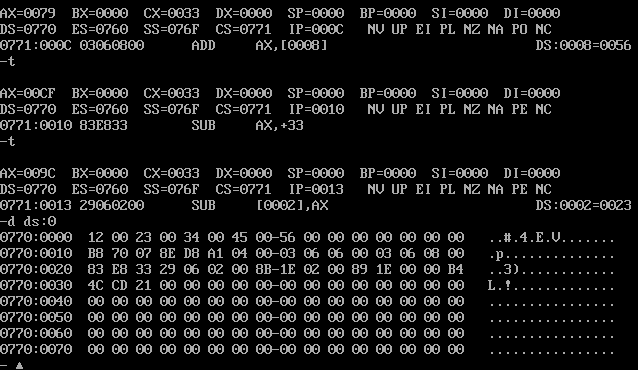 AX=0079  BX=0000  CX=0033  DX=0000  SP=0000  BP=0000  SI=0000  DI=0000
DS=0770  ES=0760  SS=076F  CS=0771  IP=000C   NV UP EI PL NZ NA PO NC
0771:000C 03060800      ADD     AX,[0008]                          DS:0008=0056
-t

AX=00CF  BX=0000  CX=0033  DX=0000  SP=0000  BP=0000  SI=0000  DI=0000
DS=0770  ES=0760  SS=076F  CS=0771  IP=0010   NV UP EI PL NZ NA PE NC
0771:0010 83E833        SUB     AX,+33
-t

AX=009C  BX=0000  CX=0033  DX=0000  SP=0000  BP=0000  SI=0000  DI=0000
DS=0770  ES=0760  SS=076F  CS=0771  IP=0013   NV UP EI PL NZ NA PE NC
0771:0013 29060200      SUB     [0002],AX                          DS:0002=0023
-d ds:0
0770:0000  12 00 23 00 34 00 45 00-56 00 00 00 00 00 00 00   ..#.4.E.V.......
0770:0010  B8 70 07 8E D8 A1 04 00-03 06 06 00 03 06 08 00   .p..............
0770:0020  83 E8 33 29 06 02 00 8B-1E 02 00 89 1E 00 00 B4   ..3)............
0770:0030  4C CD 21 00 00 00 00 00-00 00 00 00 00 00 00 00   L.!.............
0770:0040  00 00 00 00 00 00 00 00-00 00 00 00 00 00 00 00   ................
0770:0050  00 00 00 00 00 00 00 00-00 00 00 00 00 00 00 00   ................
0770:0060  00 00 00 00 00 00 00 00-00 00 00 00 00 00 00 00   ................
0770:0070  00 00 00 00 00 00 00 00-00 00 00 00 00 00 00 00   ................
-